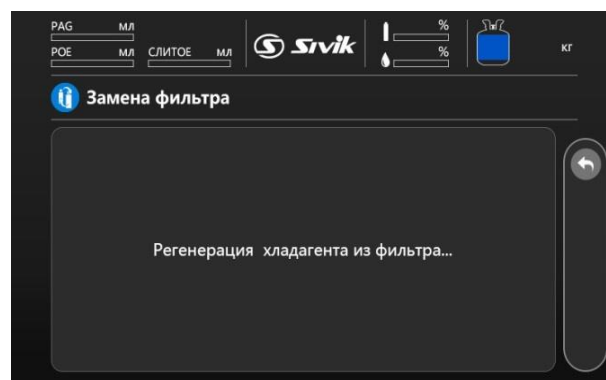 PAG мл
POE мл СЛИТОЕ мл
Sivik
%
%
кг
Замена фильтра
Регенерация хладагента из фильтра...